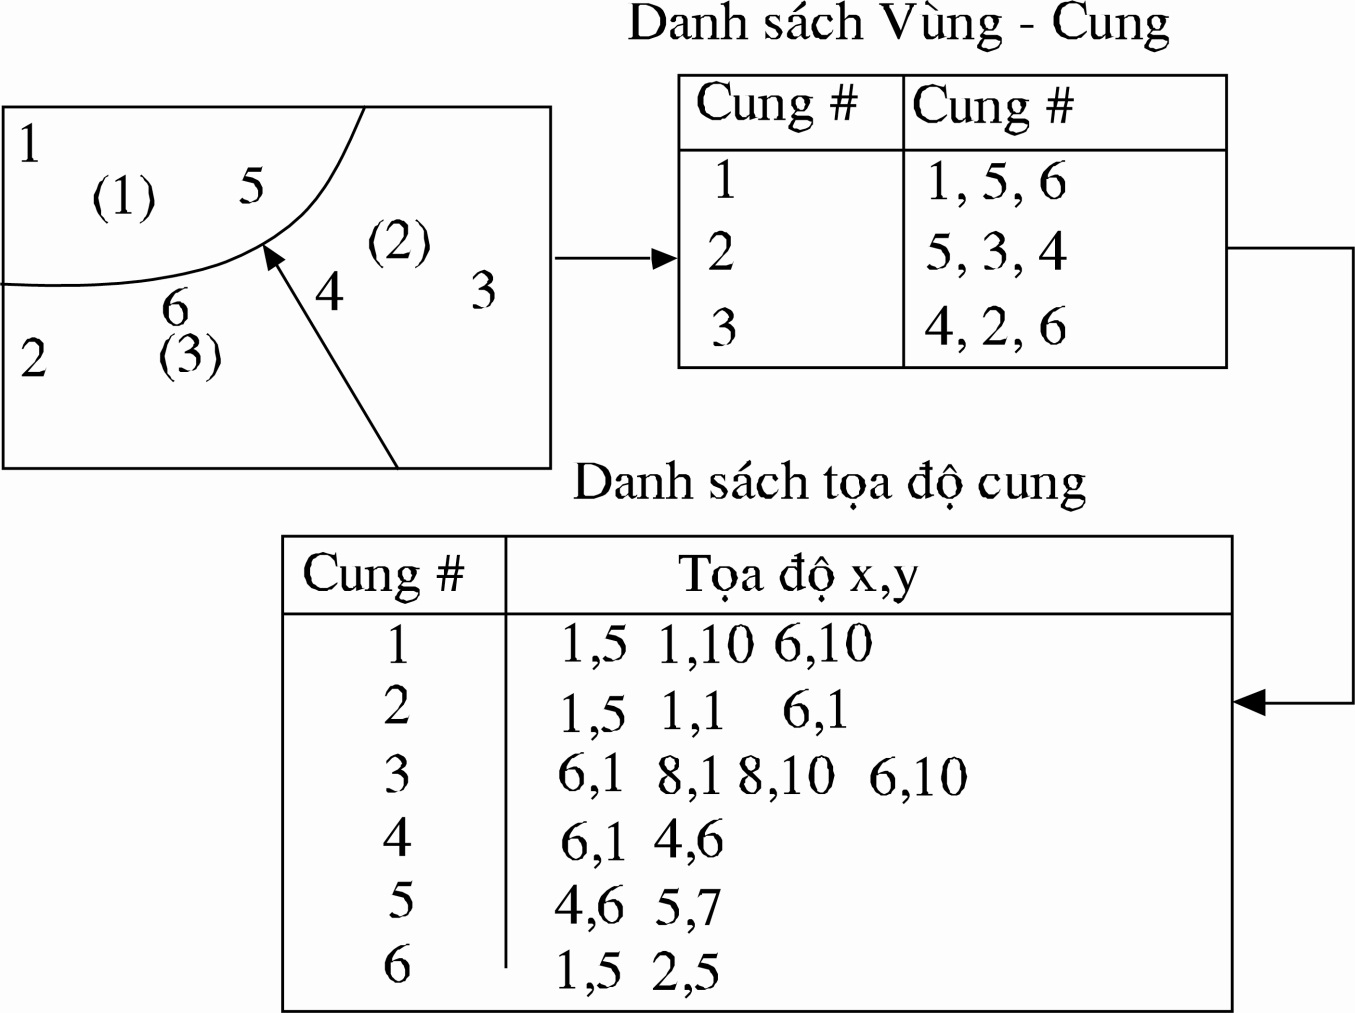 Danh sách Vùng - Cung
Cung # Cung #
1 1, 5, 6
2 5, 3, 4
3 4, 2, 6
1
(1) 5
(2)
6 4 3
2 (3)
Danh sách tọa độ cung
Cung # Tọa độ x,y
1 1,5 1,10 6,10
2 1,5 1,1 6,1
3 6,1 8,1 8,10 6,10
4 6,1 4,6
5 4,6 5,7
6 1,5 2,5